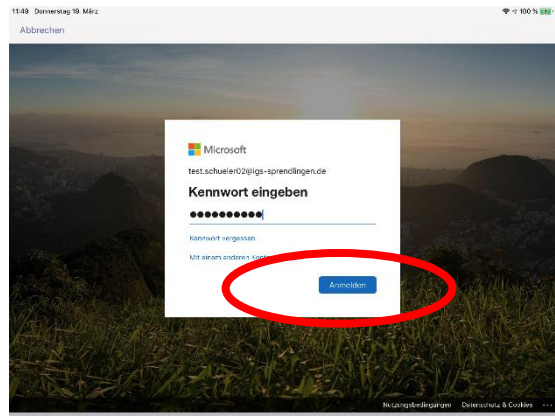 11:49 Donnerstag 19. März
100 %
Abbrechen
Microsoft
test.schueler02@igs-sprendlingen.de
Kennwort eingeben
●●●●●●●●●●
Kennwort vergessen
Mit einem anderen Konto
Anmelden
Nutzungsbedingungen Datenschutz & Cookies ...